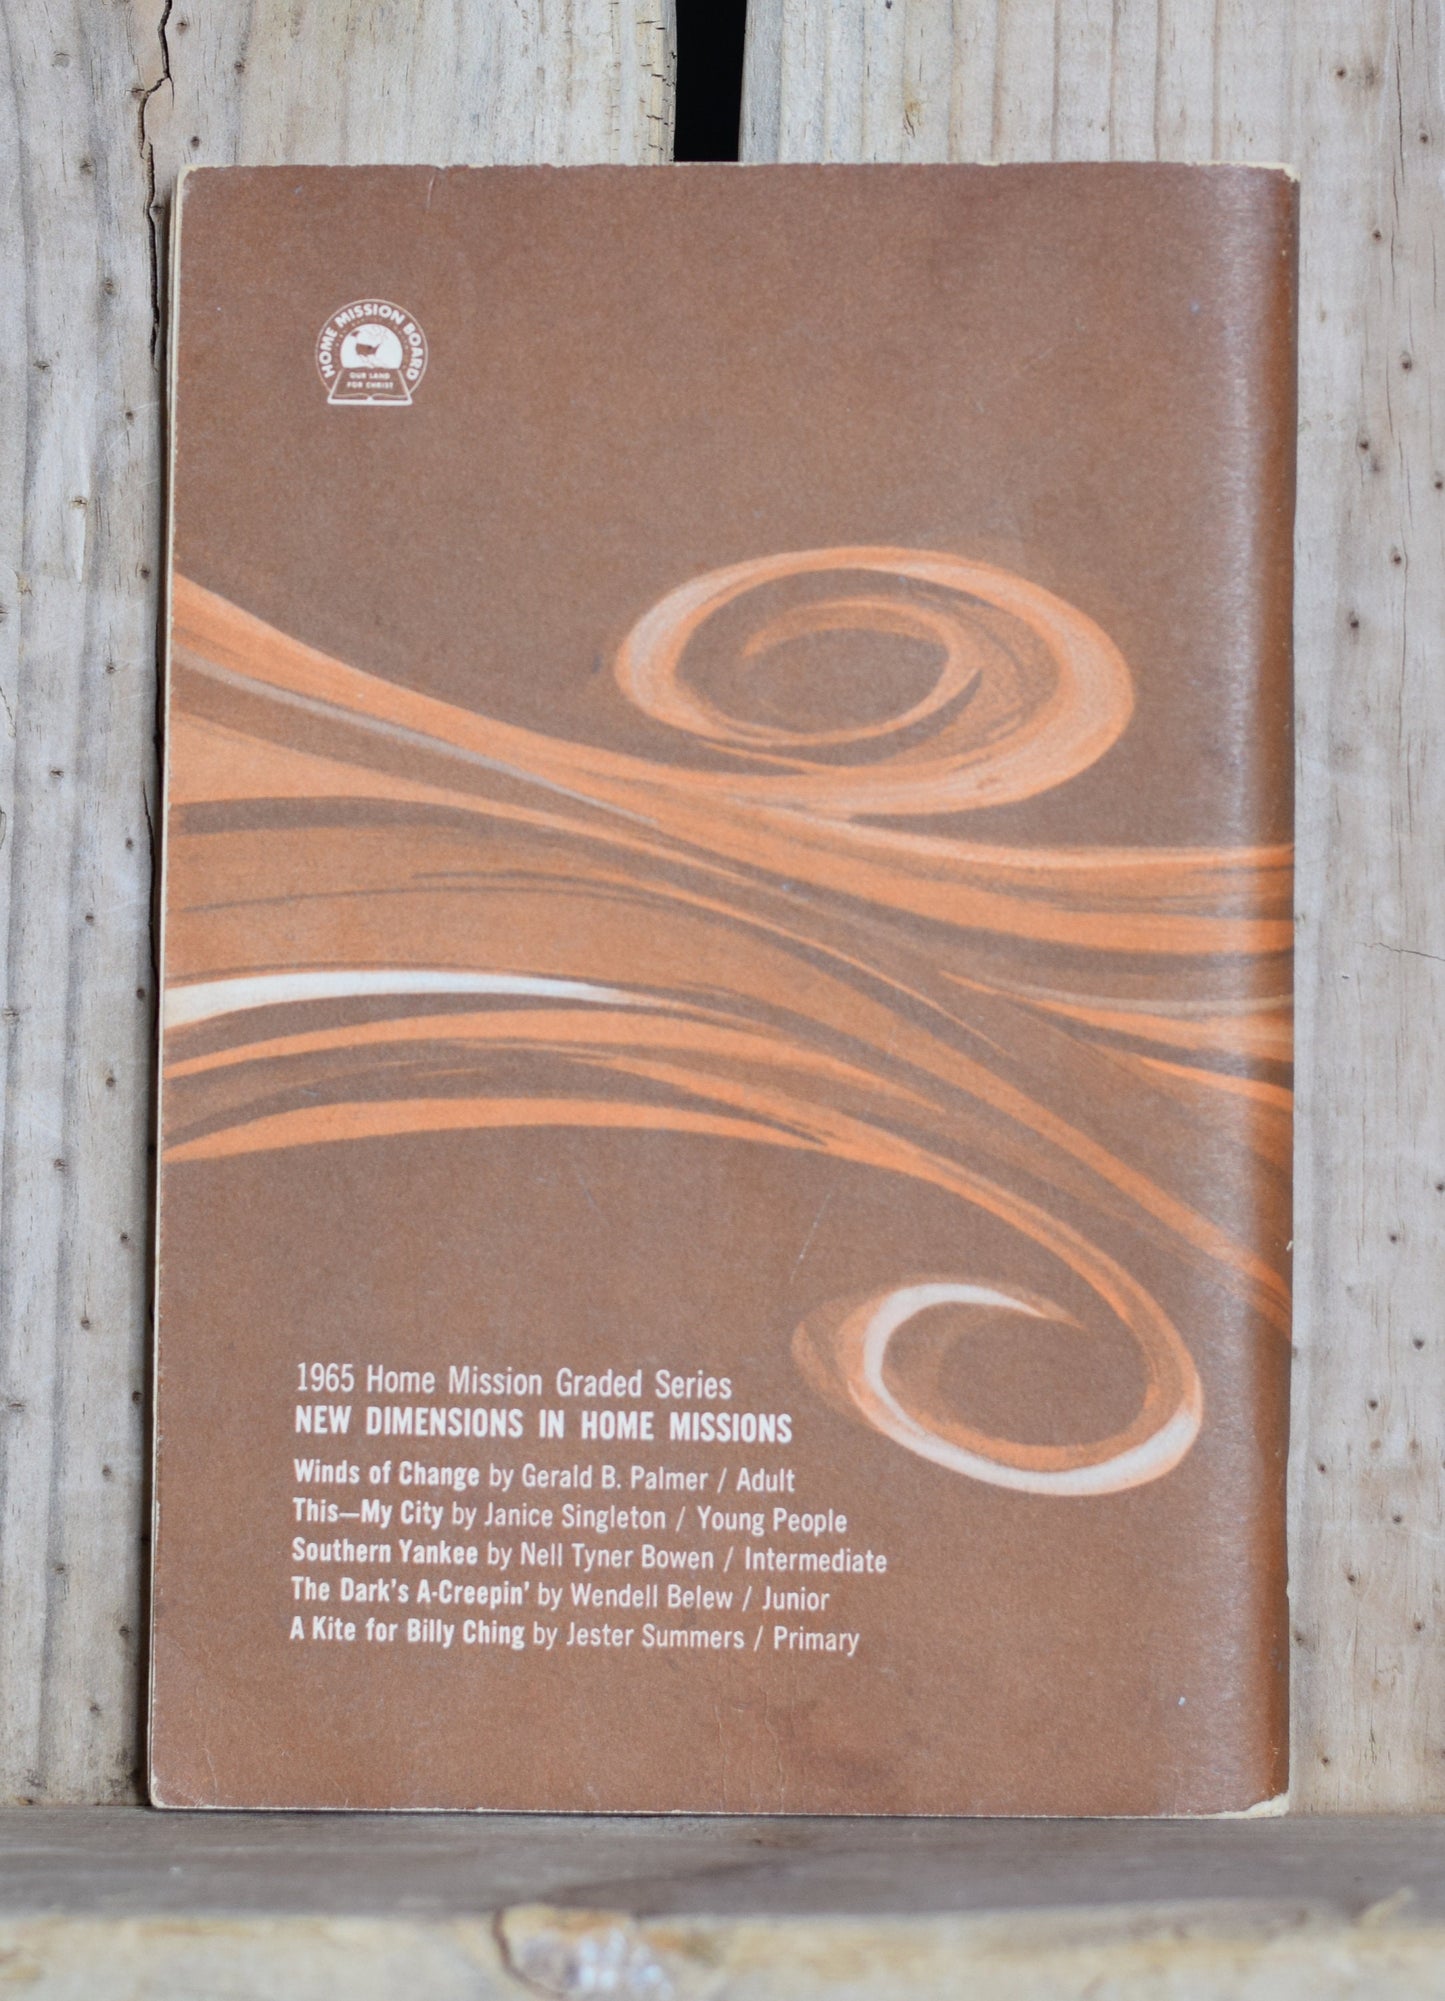 HOME MISSION BOARD
OUR LAND
FOR CHRIST
1965 Home Mission Graded Series
NEW DIMENSIONS IN HOME MISSIONS
Winds of Change by Gerald B. Palmer / Adult
This—My City by Janice Singleton / Young People
Southern Yankee by Nell Tyner Bowen / Intermediate
The Dark's A-Creepin' by Wendell Belew / Junior
A Kite for Billy Ching by Jester Summers / Primary